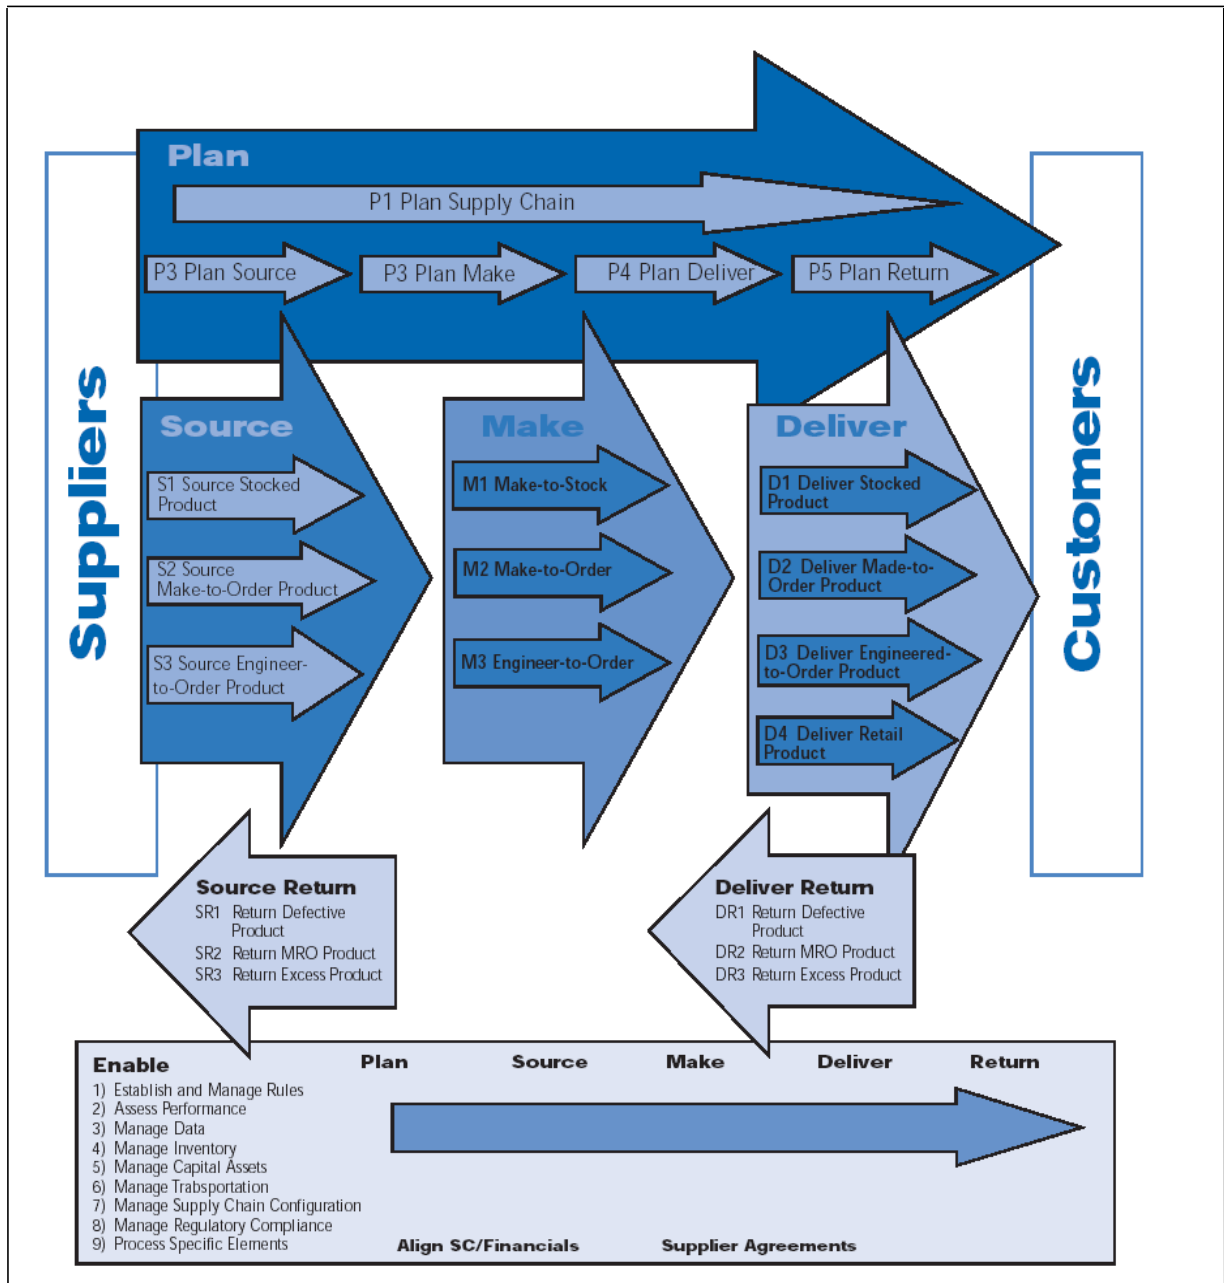 Plan
P1 Plan Supply Chain
P3 Plan Source
P3 Plan Make
P4 Plan Deliver
P5 Plan Return
Suppliers
Source
S1 Source Stocked
Product
S2 Source
Make-to-Order Product
S3 Source Engineer-
to-Order Product
Make
M1 Make-to-Stock
M2 Make-to-Order
M3 Engineer-to-Order
Deliver
D1 Deliver Stocked
Product
D2 Deliver Made-to-
Order Product
D3 Deliver Engineered-
to-Order Product
D4 Deliver Retail
Product
Customers
Source Return
SR1 Return Defective
Product
SR2 Return MRO Product
SR3 Return Excess Product
Deliver Return
DR1 Return Defective
Product
DR2 Return MRO Product
DR3 Return Excess Product
Enable
Plan Source Make Deliver Return
1) Establish and Manage Rules
2) Assess Performance
3) Manage Data
4) Manage Inventory
5) Manage Capital Assets
6) Manage Trabsportation
7) Manage Supply Chain Configuration
8) Manage Regulatory Compliance
9) Process Specific Elements
Align SC/Financials
Supplier Agreements